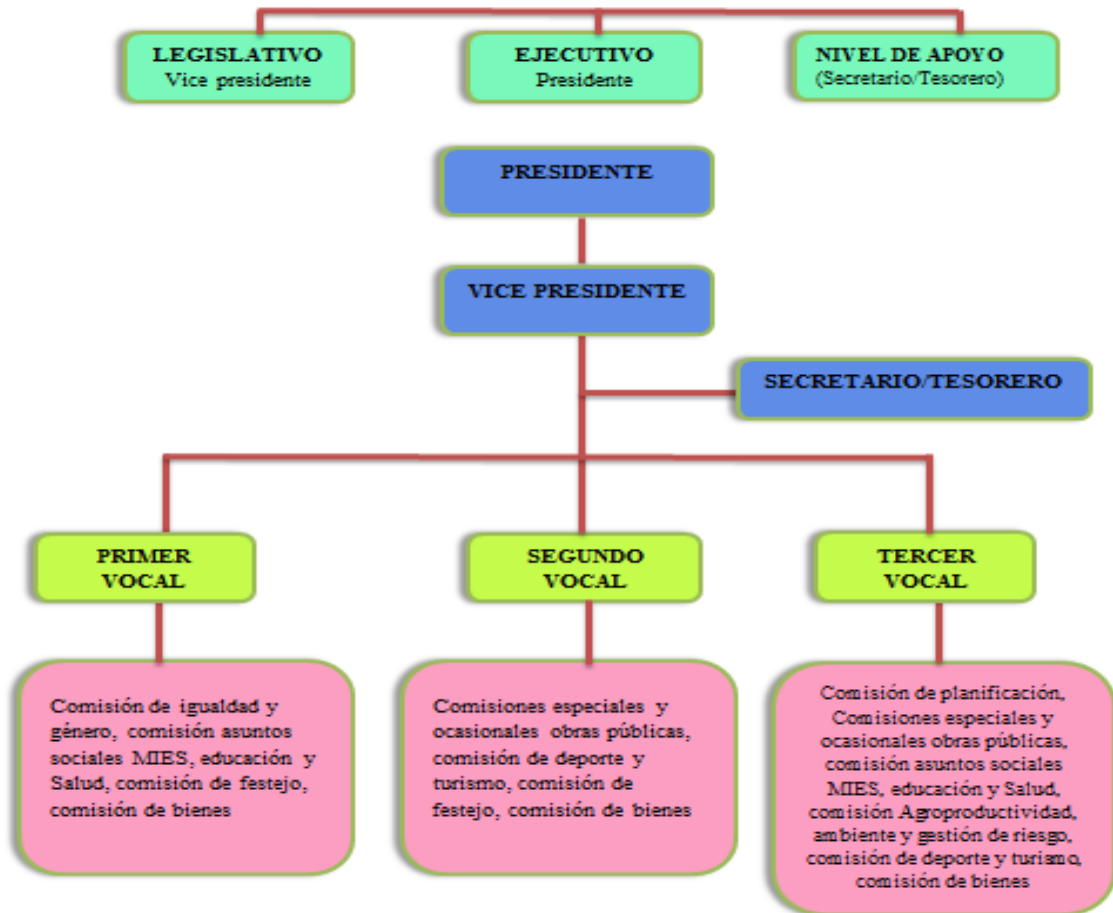 LEGISLATIVO
Vice presidente
EJECUTIVO
Presidente
NIVEL DE APOYO
(Secretario/Tesorero)
PRESIDENTE
VICE PRESIDENTE
SECRETARIO/TESORERO
PRIMER
VOCAL
SEGUNDO
VOCAL
TERCER
VOCAL
Comisión de igualdad y
género, comisión asuntos
sociales MIES, educación y
Salud, comisión de festejo,
comisión de bienes
Comisiones especiales y
ocasionales obras públicas,
comisión de deporte y
turismo, comisión de
festejo, comisión de bienes
Comisión de planificación,
Comisiones especiales y
ocasionales obras públicas,
comisión asuntos sociales
MIES, educación y Salud,
comisión Agroproductividad,
ambiente y gestión de riesgo,
comisión de deporte y turismo,
comisión de bienes